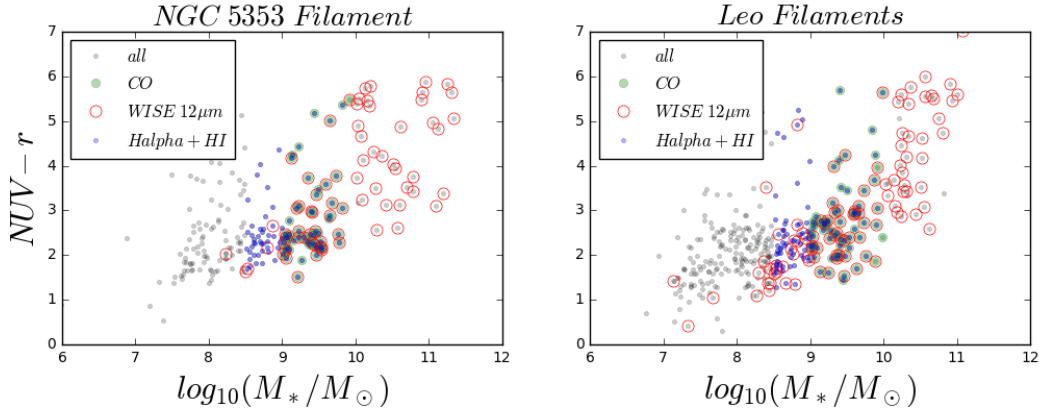 NGC 5353 Filament
Leo Filaments
NUV − r
7
6
5
4
3
2
1
0
all
CO
WISE 12μm
Halpha + HI
6 7 8 9 10 11 12
log₁₀(M*/M☉)
7
6
5
4
3
2
1
0
all
CO
WISE 12μm
Halpha + HI
6 7 8 9 10 11 12
log₁₀(M*/M☉)